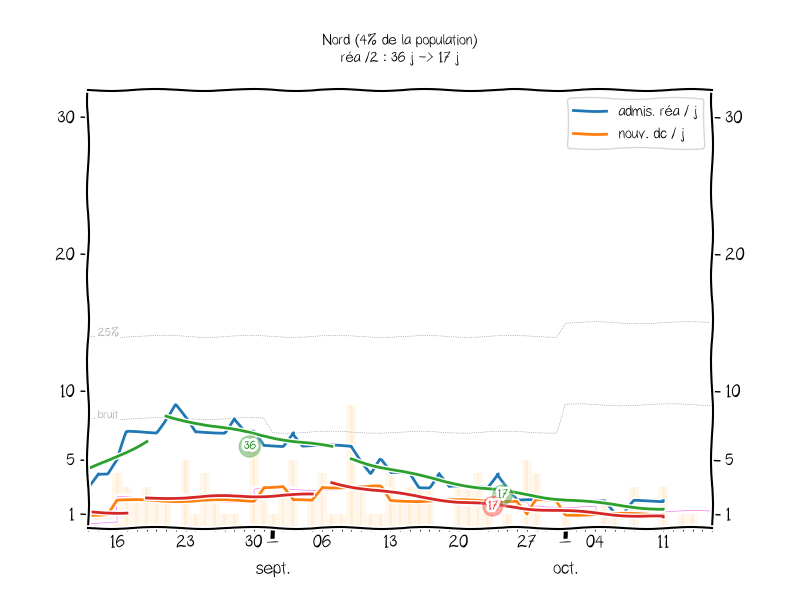 Nord (4% de la population)
réa /2 : 36 j -> 17 j
admis. réa / j
nouv. dc / j
30
30
20
20
25%
10
10
bruit
36
5
5
17
17
1
1
16 23 30 06 13 20 27 04 11
sept. oct.